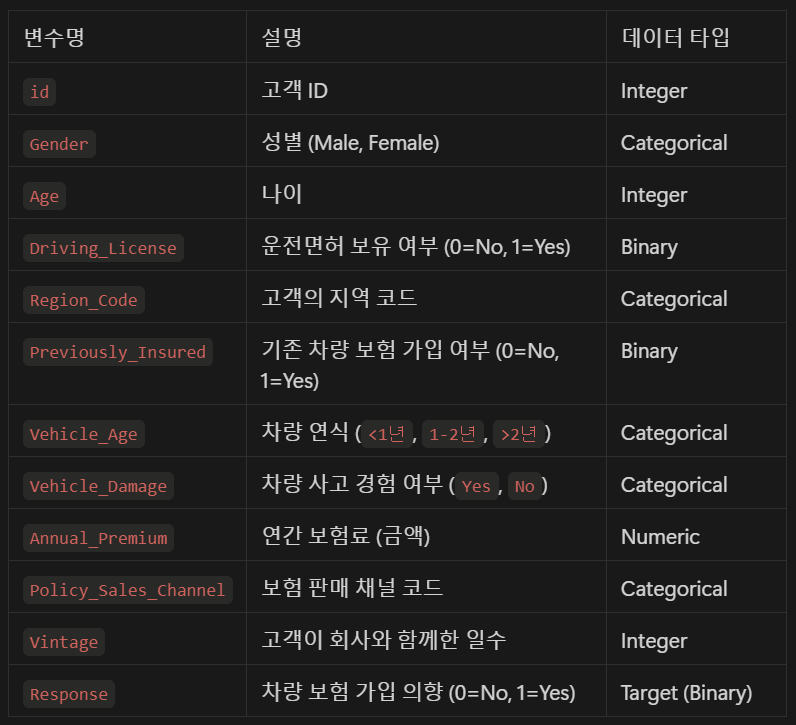 변수명 설명 데이터 타입
id 고객 ID Integer
Gender 성별 (Male, Female) Categorical
Age 나이 Integer
Driving_License 운전면허 보유 여부 (0=No, 1=Yes) Binary
Region_Code 고객의 지역 코드 Categorical
Previously_Insured 기존 차량 보험 가입 여부 (0=No, Binary
1=Yes)
Vehicle_Age 차량 연식 (<1년, 1-2년, >2년) Categorical
Vehicle_Damage 차량 사고 경험 여부 (Yes, No) Categorical
Annual_Premium 연간 보험료 (금액) Numeric
Policy_Sales_Channel 보험 판매 채널 코드 Categorical
Vintage 고객이 회사와 함께한 일수 Integer
Response 차량 보험 가입 의향 (0=No, 1=Yes) Target (Binary)